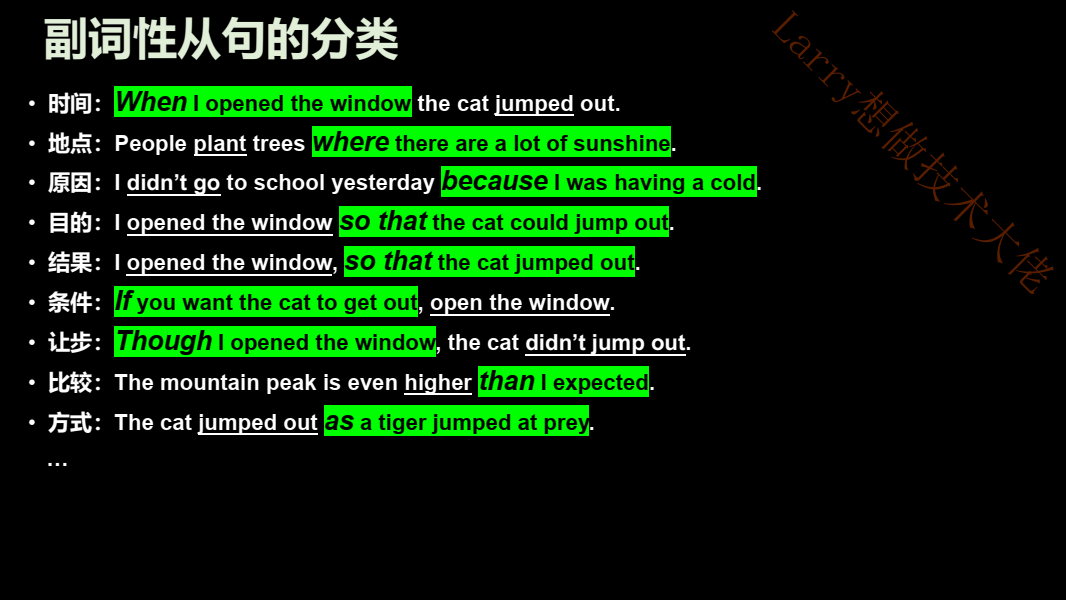 副词性从句的分类
Larry想做技术大佬
• 时间：When I opened the window the cat jumped out.
• 地点：People plant trees where there are a lot of sunshine.
• 原因：I didn’t go to school yesterday because I was having a cold.
• 目的：I opened the window so that the cat could jump out.
• 结果：I opened the window, so that the cat jumped out.
• 条件：If you want the cat to get out, open the window.
• 让步：Though I opened the window, the cat didn’t jump out.
• 比较：The mountain peak is even higher than I expected.
• 方式：The cat jumped out as a tiger jumped at prey.
…